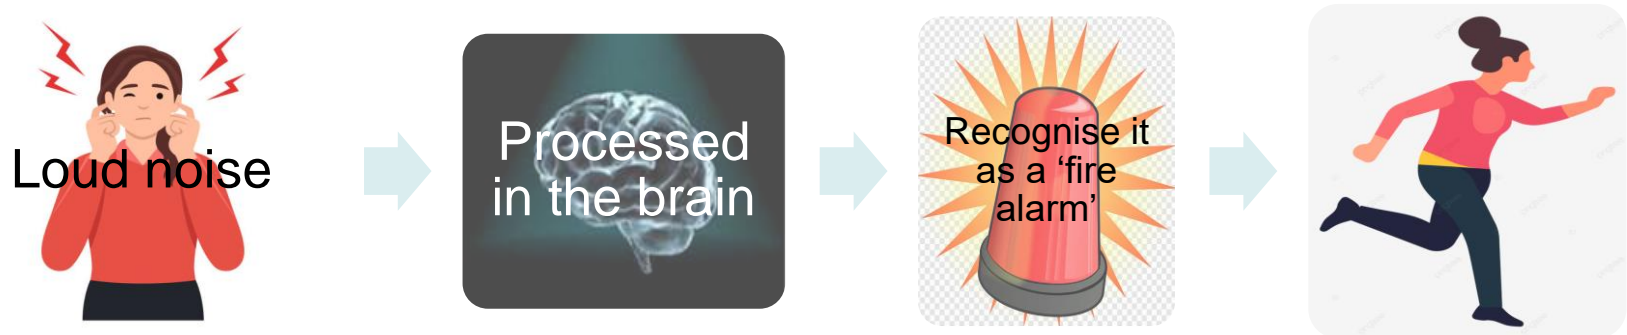 Loud noise
Processed
in the brain
Recognise it
as a ‘fire
alarm’